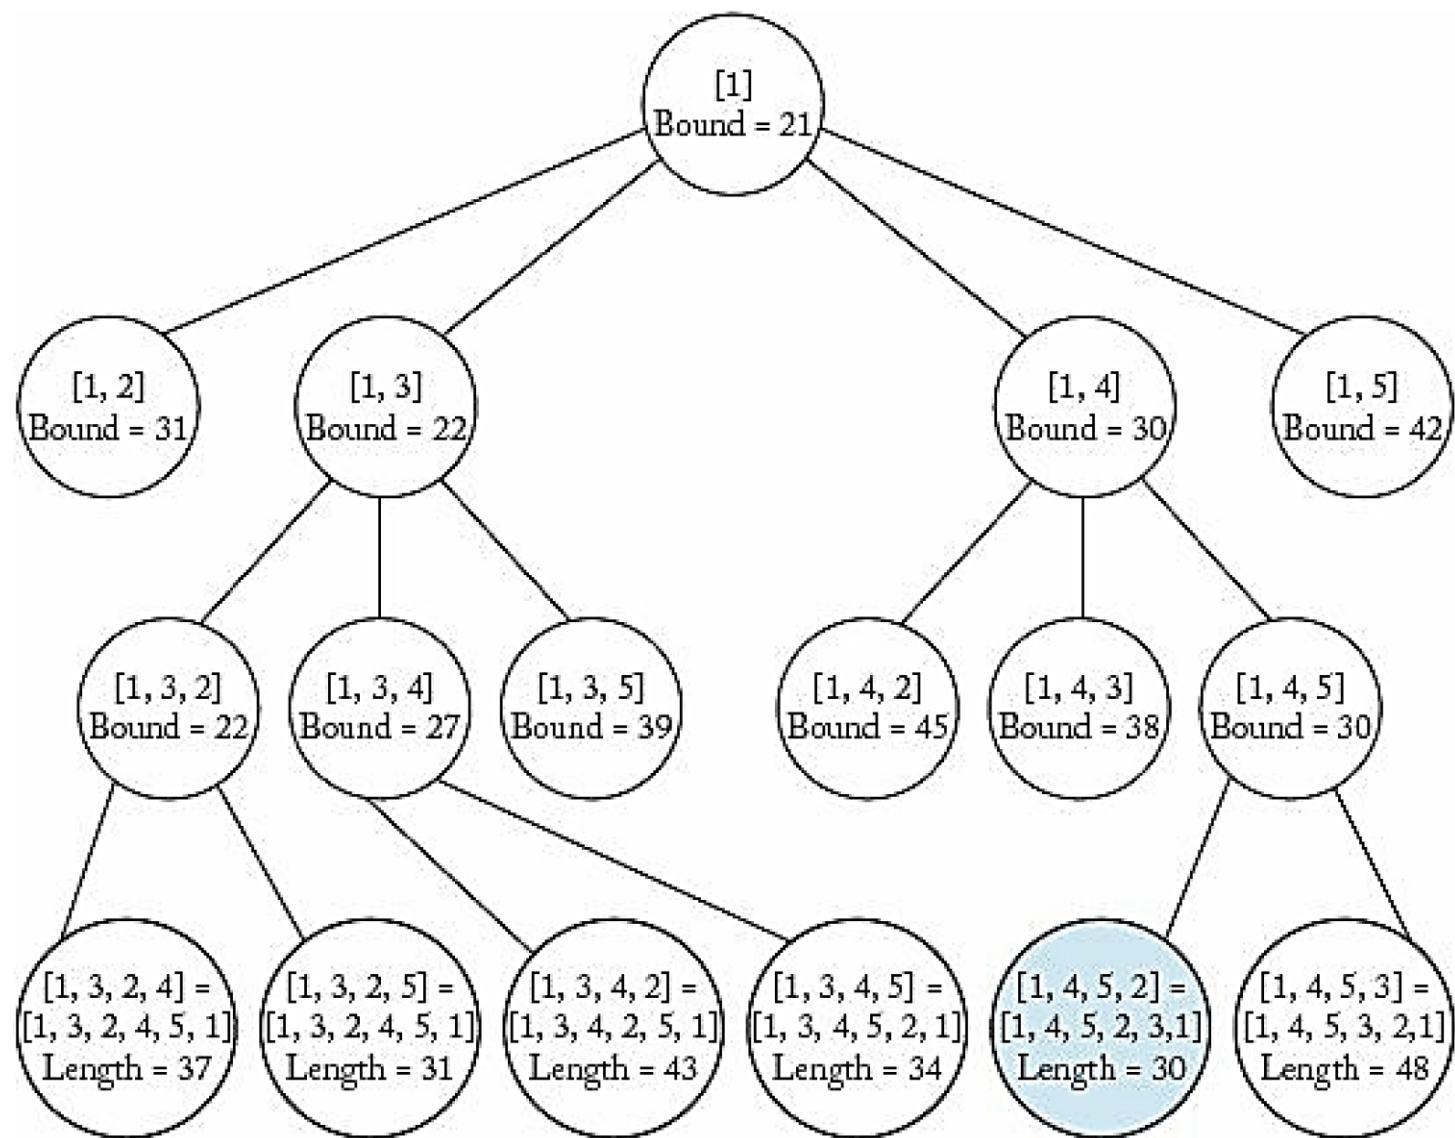 [1]
Bound = 21
[1, 2]
Bound = 31
[1, 3]
Bound = 22
[1, 4]
Bound = 30
[1, 5]
Bound = 42
[1, 3, 2]
Bound = 22
[1, 3, 4]
Bound = 27
[1, 3, 5]
Bound = 39
[1, 4, 2]
Bound = 45
[1, 4, 3]
Bound = 38
[1, 4, 5]
Bound = 30
[1, 3, 2, 4] =
[1, 3, 2, 4, 5, 1]
Length = 37
[1, 3, 2, 5] =
[1, 3, 2, 4, 5, 1]
Length = 31
[1, 3, 4, 2] =
[1, 3, 4, 2, 5, 1]
Length = 43
[1, 3, 4, 5] =
[1, 3, 4, 5, 2, 1]
Length = 34
[1, 4, 5, 2] =
[1, 4, 5, 2, 3,1]
Length = 30
[1, 4, 5, 3] =
[1, 4, 5, 3, 2,1]
Length = 48